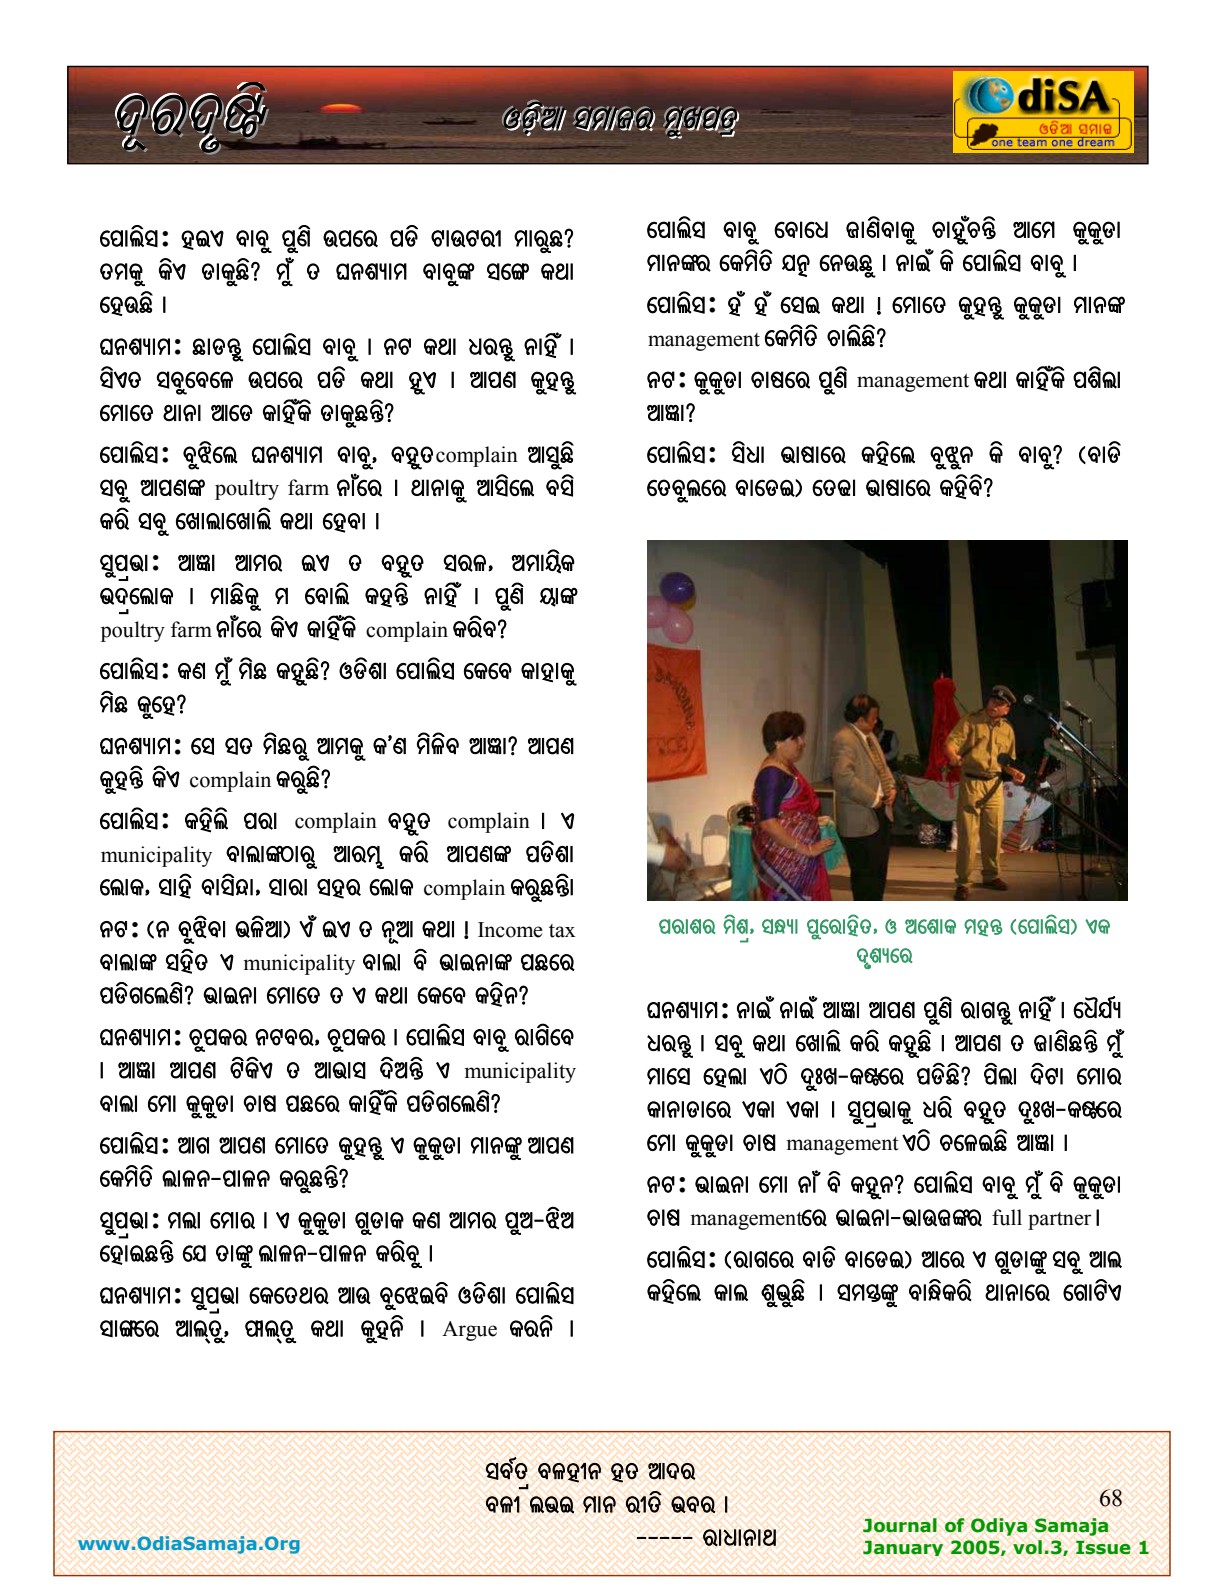 ଦୂରଦୃଷ୍ଟି
ଓଡ଼ିଆ ସମାଜର ମୁଖପତ୍ର
OdiSA
ଓଡିଆ ସମାଜ
one team one dream
ପୋଲିସ: ହଇଏ ବାବୁ ପୁଣି ଉପରେ ପଡି ଟାଉଟରୀ ମାରୁଛ?
ତମକୁ କିଏ ଡାକୁଛି? ମୁଁ ତ ଘନଶ୍ୟାମ ବାବୁଙ୍କ ସଙ୍ଗେ କଥା
ହେଉଛି ।
ଘନଶ୍ୟାମ: ଛାଡନ୍ତୁ ପୋଲିସ ବାବୁ । ନଟ କଥା ଧରନ୍ତୁ ନାହିଁ ।
ସିଏତ ସବୁବେଳେ ଉପରେ ପଡି କଥା ହୁଏ । ଆପଣ କୁହନ୍ତୁ
ମୋତେ ଥାନା ଆଡେ କାହିଁକି ଡାକୁଛନ୍ତି?
ପୋଲିସ: ବୁଝିଲେ ଘନଶ୍ୟାମ ବାବୁ, ବହୁତ complain ଆସୁଛି
ସବୁ ଆପଣଙ୍କ poultry farm ନାଁରେ । ଥାନାକୁ ଆସିଲେ ବସି
କରି ସବୁ ଖୋଲାଖୋଲି କଥା ହେବା ।
ସୁପ୍ରଭା: ଆଜ୍ଞା ଆମର ଇଏ ତ ବହୁତ ସରଳ, ଅମାୟିକ
ଭଦ୍ରଲୋକ । ମାଛିକୁ ମ ବୋଲି କହନ୍ତି ନାହିଁ । ପୁଣି ୟାଙ୍କ
poultry farm ନାଁରେ କିଏ କାହିଁକି complain କରିବ?
ପୋଲିସ: କଣ ମୁଁ ମିଛ କହୁଛି? ଓଡିଶା ପୋଲିସ କେବେ କାହାକୁ
ମିଛ କୁହେ?
ଘନଶ୍ୟାମ: ସେ ସତ ମିଛରୁ ଆମକୁ କ'ଣ ମିଳିବ ଆଜ୍ଞା? ଆପଣ
କୁହନ୍ତି କିଏ complain କରୁଛି?
ପୋଲିସ: କହିଲି ପରା complain ବହୁତ complain । ଏ
municipality ବାଲାଙ୍କଠାରୁ ଆରମ୍ଭ କରି ଆପଣଙ୍କ ପଡିଶା
ଲୋକ, ସାହି ବାସିନ୍ଦା, ସାରା ସହର ଲୋକ complain କରୁଛନ୍ତି।
ନଟ: (ନ ବୁଝିବା ଭଳିଆ) ଏଁ ଇଏ ତ ନୂଆ କଥା ! Income tax
ବାଲାଙ୍କ ସହିତ ଏ municipality ବାଲା ବି ଭାଇନାଙ୍କ ପଛରେ
ପଡିଗଲେଣି? ଭାଇନା ମୋତେ ତ ଏ କଥା କେବେ କହିନ?
ଘନଶ୍ୟାମ: ଚୁପକର ନଟବର, ଚୁପକର । ପୋଲିସ ବାବୁ ରାଗିବେ
। ଆଜ୍ଞା ଆପଣ ଟିକିଏ ତ ଆଭାସ ଦିଅନ୍ତି ଏ municipality
ବାଲା ମୋ କୁକୁଡା ଚାଷ ପଛରେ କାହିଁକି ପଡିଗଲେଣି?
ପୋଲିସ: ଆଗ ଆପଣ ମୋତେ କୁହନ୍ତୁ ଏ କୁକୁଡା ମାନଙ୍କୁ ଆପଣ
କେମିତି ଲାଳନ-ପାଳନ କରୁଛନ୍ତି?
ସୁପ୍ରଭା: ମଲା ମୋର । ଏ କୁକୁଡା ଗୁଡାକ କଣ ଆମର ପୁଅ-ଝିଅ
ହୋଇଛନ୍ତି ଯେ ତାଙ୍କୁ ଲାଳନ-ପାଳନ କରିବୁ ।
ଘନଶ୍ୟାମ: ସୁପ୍ରଭା କେତେଥର ଆଉ ବୁଝେଇବି ଓଡିଶା ପୋଲିସ
ସାଙ୍ଗରେ ଆଲ୍ତୁ, ଫାଲ୍ତୁ କଥା କୁହନି । Argue କରନି ।
ପୋଲିସ ବାବୁ ବୋଧେ ଜାଣିବାକୁ ଚାହୁଁଚନ୍ତି ଆମେ କୁକୁଡା
ମାନଙ୍କର କେମିତି ଯତ୍ନ ନେଉଛୁ । ନାଇଁ କି ପୋଲିସ ବାବୁ ।
ପୋଲିସ: ହଁ ହଁ ସେଇ କଥା ! ମୋତେ କୁହନ୍ତୁ କୁକୁଡା ମାନଙ୍କ
management କେମିତି ଚାଲିଛି?
ନଟ: କୁକୁଡା ଚାଷରେ ପୁଣି management କଥା କାହିଁକି ପଶିଲା
ଆଜ୍ଞା?
ପୋଲିସ: ସିଧା ଭାଷାରେ କହିଲେ ବୁଝୁନ କି ବାବୁ? (ବାଡି
ଟେବୁଲରେ ବାଡେଇ) ତେଢା ଭାଷାରେ କହିବି?
ପରାଶର ମିଶ୍ର, ସନ୍ଧ୍ୟା ପୁରୋହିତ, ଓ ଅଶୋକ ମହନ୍ତ (ପୋଲିସ) ଏକ
ଦୃଶ୍ୟରେ
ଘନଶ୍ୟାମ: ନାଇଁ ନାଇଁ ଆଜ୍ଞା ଆପଣ ପୁଣି ରାଗନ୍ତୁ ନାହିଁ । ଧୈର୍ଯ୍ୟ
ଧରନ୍ତୁ । ସବୁ କଥା ଖୋଲି କରି କହୁଛି । ଆପଣ ତ ଜାଣିଛନ୍ତି ମୁଁ
ମାସେ ହେଲା ଏଠି ଦୁଃଖ-କଷ୍ଟରେ ପଡିଛି? ପିଲା ଦିଟା ମୋର
କାନାଡାରେ ଏକା ଏକା । ସୁପ୍ରଭାକୁ ଧରି ବହୁତ ଦୁଃଖ-କଷ୍ଟରେ
ମୋ କୁକୁଡା ଚାଷ management ଏଠି ଚଳେଇଛି ଆଜ୍ଞା ।
ନଟ: ଭାଇନା ମୋ ନାଁ ବି କହୁନ? ପୋଲିସ ବାବୁ ମୁଁ ବି କୁକୁଡା
ଚାଷ managementରେ ଭାଇନା-ଭାଉଜଙ୍କର full partner।
ପୋଲିସ: (ରାଗରେ ବାଡି ବାଡେଇ) ଆରେ ଏ ଗୁଡାଙ୍କୁ ସବୁ ଆଲ
କହିଲେ କାଲ ଶୁଭୁଛି । ସମସ୍ତଙ୍କୁ ବାନ୍ଧିକରି ଥାନାରେ ଗୋଟିଏ
ସର୍ବତ୍ର ବଳହୀନ ହତ ଆଦର
ବଳୀ ଲଭଇ ମାନ ରୀତି ଭବର ।
----- ରାଧାନାଥ
68
www.OdiaSamaja.Org
Journal of Odiya Samaja
January 2005, vol.3, Issue 1